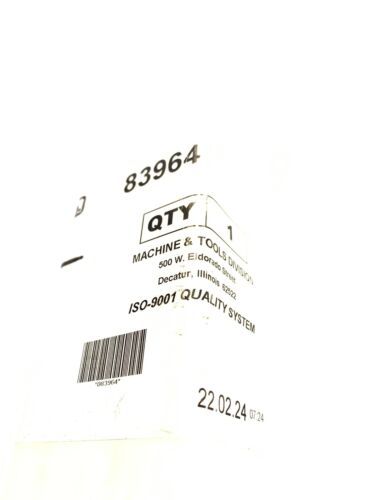 83964
QTY 1
MACHINE & TOOLS DIVISION
500 W. Eldorado Street
Decatur, Illinois 62522
ISO-9001 QUALITY SYSTEM
*083964*
22.02.24 07:24